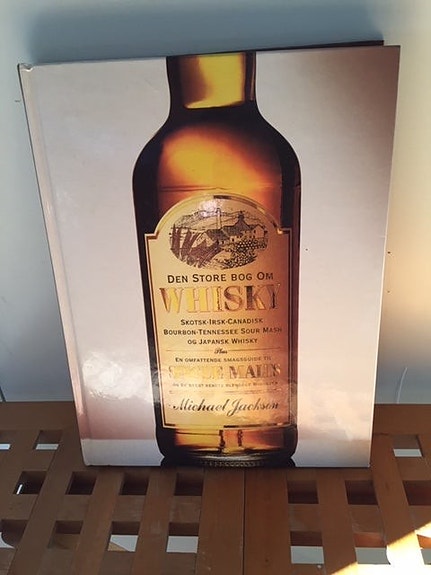 DEN STORE BOG OM
WHISKY
SKOTSK-IRSK-CANADISK
BOURBON-TENNESSEE SOUR MASH
OG JAPANSK WHISKY
Plus
EN OMFATTENDE SMAGSGUIDE TIL
MALTS
Michael Jackson